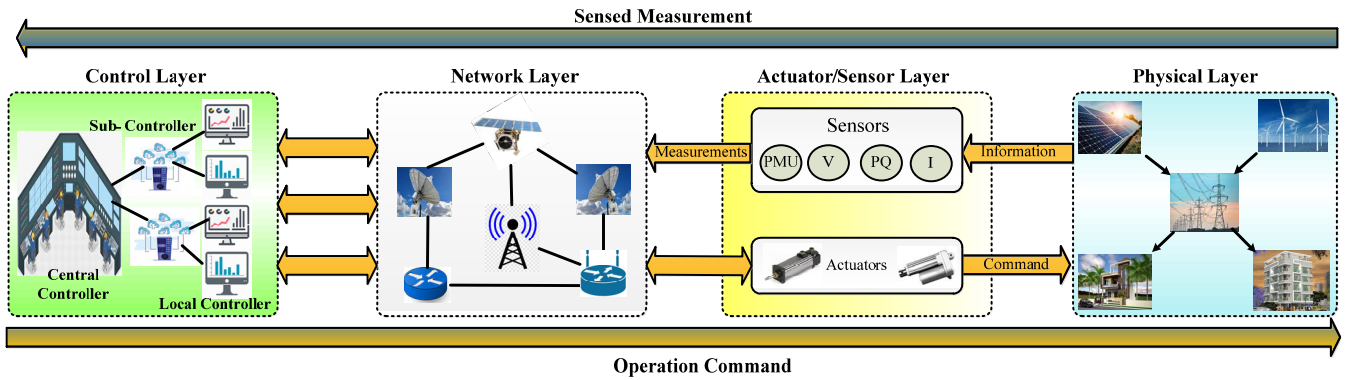 Sensed Measurement
Control Layer
Network Layer
Actuator/Sensor Layer
Physical Layer
Sub- Controller
Central
Controller
Local Controller
Measurements
Sensors
PMU
V
PQ
I
Information
Actuators
Command
Operation Command